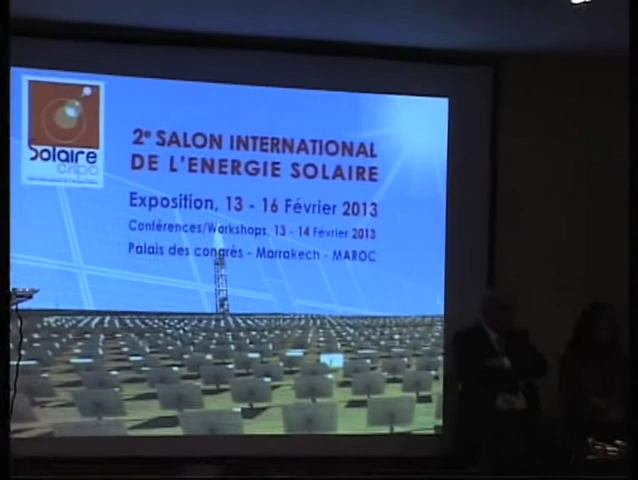 Solaire
expo
2e SALON INTERNATIONAL
DE L'ENERGIE SOLAIRE
Exposition, 13 - 16 Février 2013
Conférences/Workshops, 13 - 14 Février 2013
Palais des congrès - Marrakech - MAROC